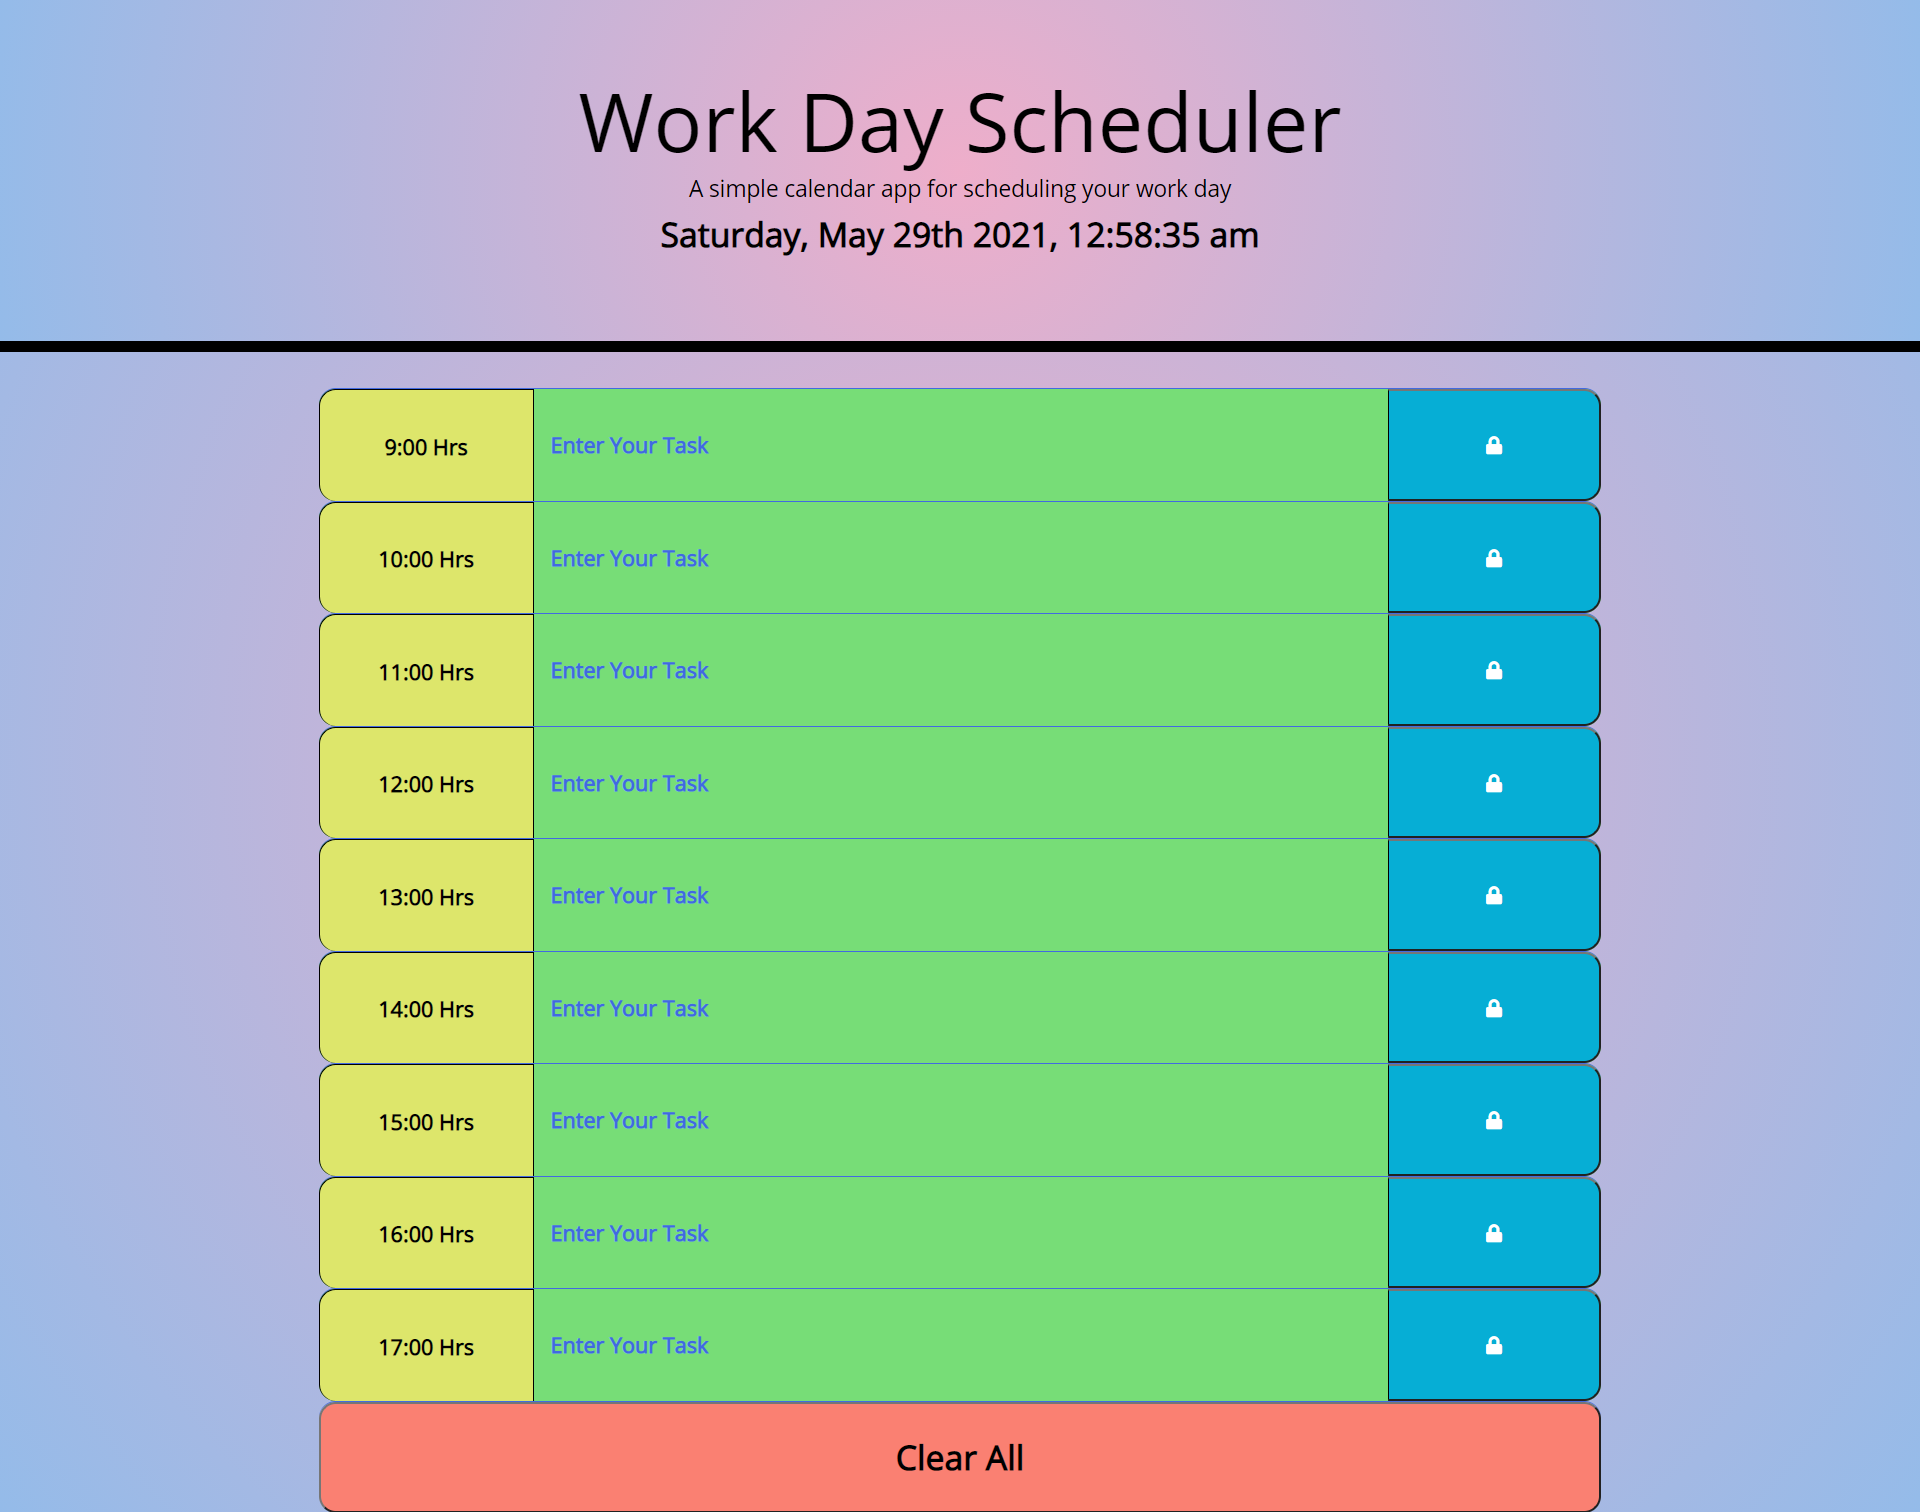 Work Day Scheduler
A simple calendar app for scheduling your work day
Saturday, May 29th 2021, 12:58:35 am
9:00 Hrs Enter Your Task
10:00 Hrs Enter Your Task
11:00 Hrs Enter Your Task
12:00 Hrs Enter Your Task
13:00 Hrs Enter Your Task
14:00 Hrs Enter Your Task
15:00 Hrs Enter Your Task
16:00 Hrs Enter Your Task
17:00 Hrs Enter Your Task
Clear All